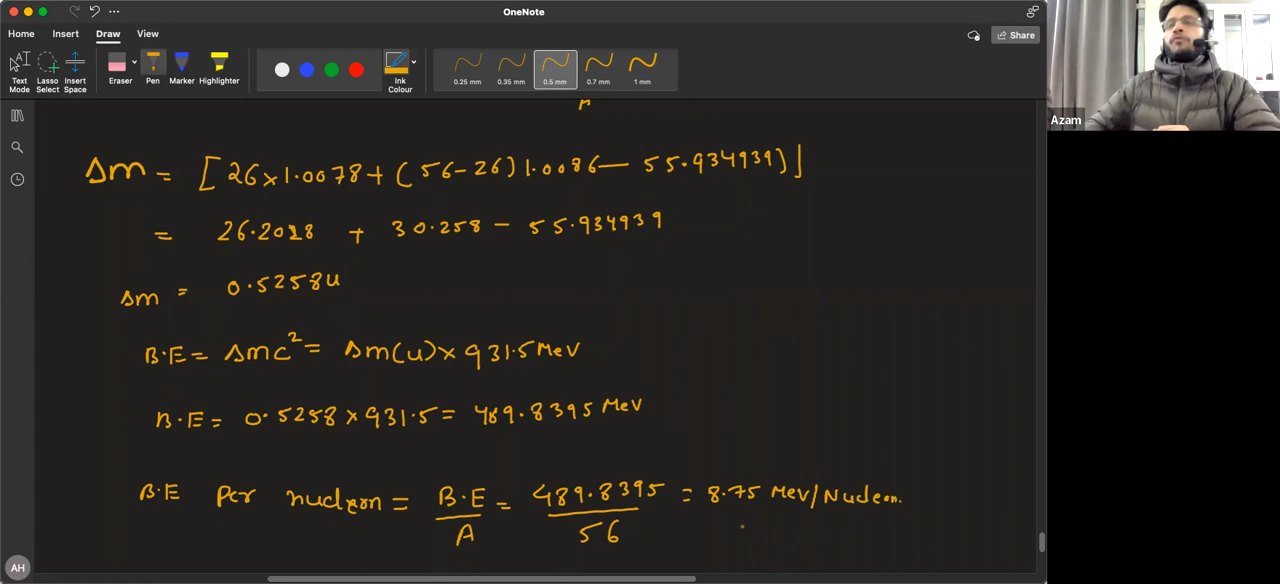 OneNote
Home Insert Draw View
Share
Text Mode
Lasso Select
Insert Space
Eraser
Pen
Marker
Highlighter
Ink Colour
0.25 mm
0.35 mm
0.5 mm
0.7 mm
1 mm
Azam
A
Δm = [26×1.0078+(56-26)1.0086— 55.934939)]
= 26.2028 + 30.258 - 55.934939
Δm = 0.5258u
B.E = Δmc² = Δm(u)×931.5 MeV
B.E = 0.5258×931.5 = 489.8395 MeV
B.E Per nucleon = B.E/A = 489.8395/56 = 8.75 MeV/Nucleon.
AH